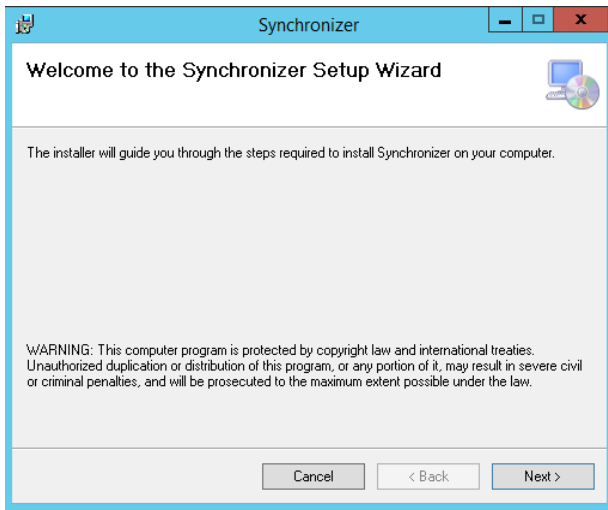 Synchronizer
Welcome to the Synchronizer Setup Wizard
The installer will guide you through the steps required to install Synchronizer on your computer.
WARNING: This computer program is protected by copyright law and international treaties.
Unauthorized duplication or distribution of this program, or any portion of it, may result in severe civil
or criminal penalties, and will be prosecuted to the maximum extent possible under the law.
Cancel
< Back
Next >